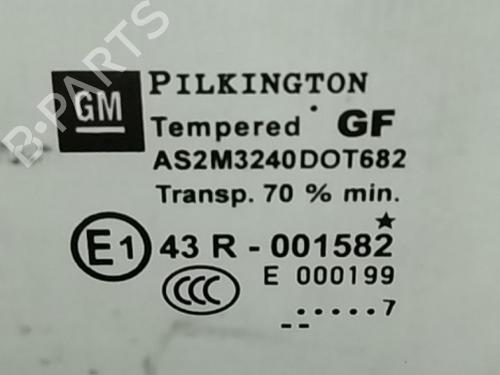 B-PARTS
GM PILKINGTON
Tempered GF
AS2M3240DOT682
Transp. 70 % min.
E1 43 R - 001582
CCC E 000199
.....7
--